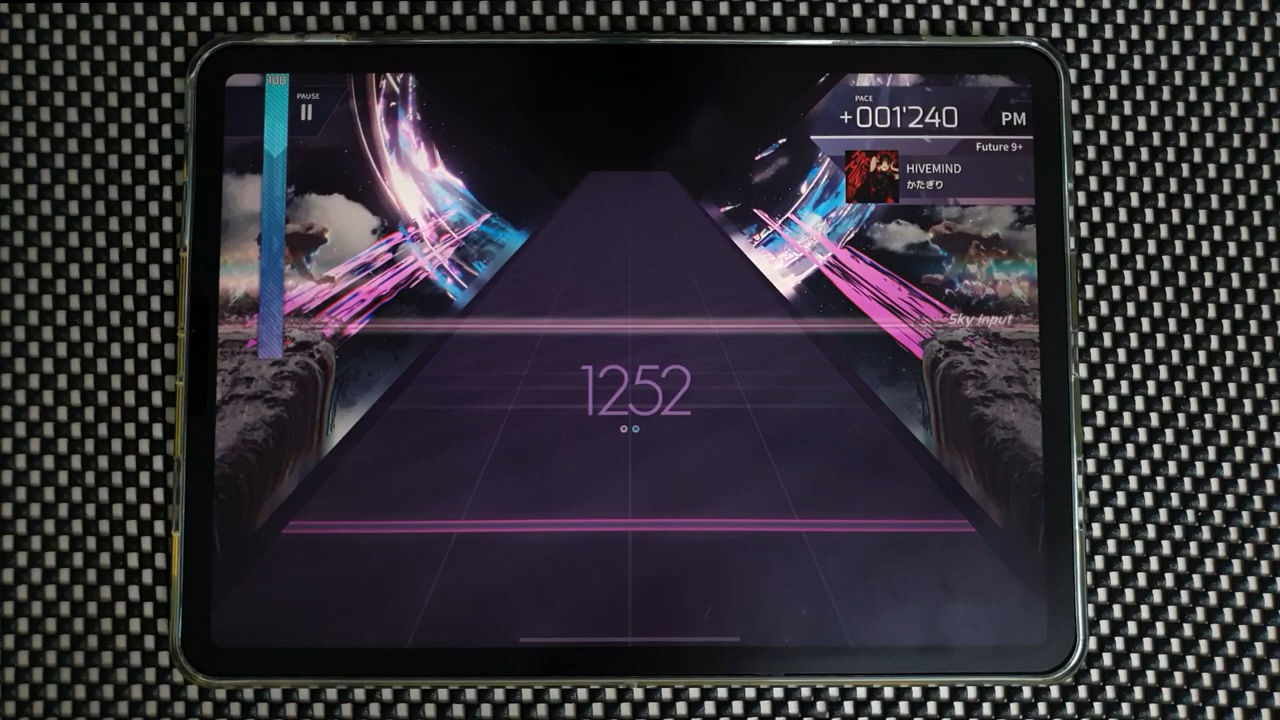 100
PAUSE
PACE
+001'240
PM
Future 9+
HIVEMIND
かたぎり
Sky Input
1252